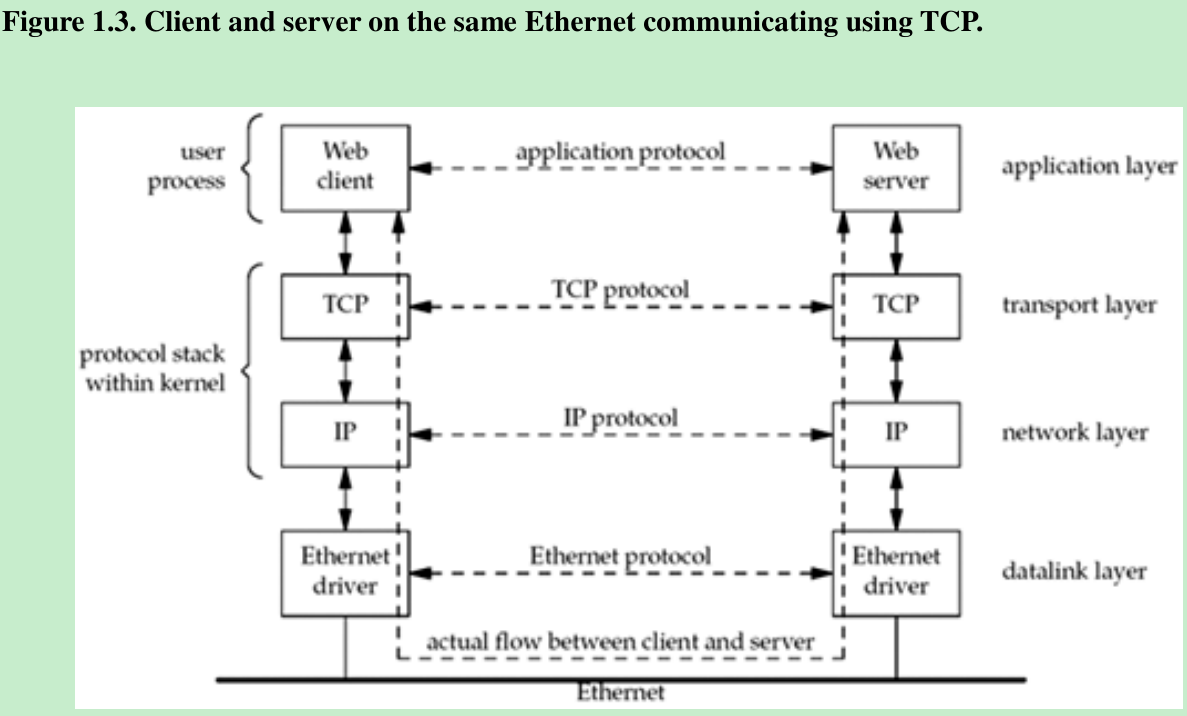 Figure 1.3. Client and server on the same Ethernet communicating using TCP.
user
process
Web
client
application protocol
Web
server
application layer
TCP
TCP protocol
TCP
transport layer
protocol stack
within kernel
IP
IP protocol
IP
network layer
Ethernet
driver
Ethernet protocol
Ethernet
driver
datalink layer
actual flow between client and server
Ethernet